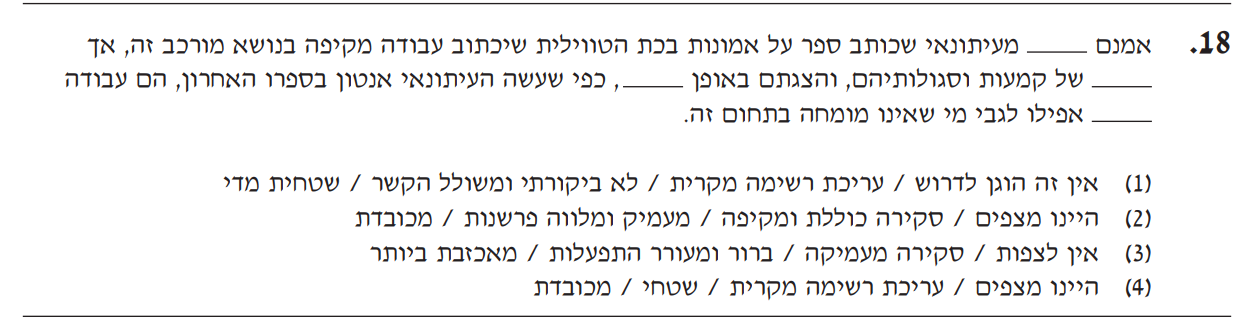 18. אמנם _____ מעיתונאי שכותב ספר על אמונות בכת הטווילית שיכתוב עבודה מקיפה בנושא מורכב זה, אך
_____ של קמעות וסגולותיהם, והצגתם באופן _____, כפי שעשה העיתונאי אנטון בספרו האחרון, הם עבודה
_____ אפילו לגבי מי שאינו מומחה בתחום זה.
(1) אין זה הוגן לדרוש / עריכת רשימה מקרית / לא ביקורתי ומשולל הקשר / שטחית מדי
(2) היינו מצפים / סקירה כוללת ומקיפה / מעמיק ומלווה פרשנות / מכובדת
(3) אין לצפות / סקירה מעמיקה / ברור ומעורר התפעלות / מאכזבת ביותר
(4) היינו מצפים / עריכת רשימה מקרית / שטחי / מכובדת